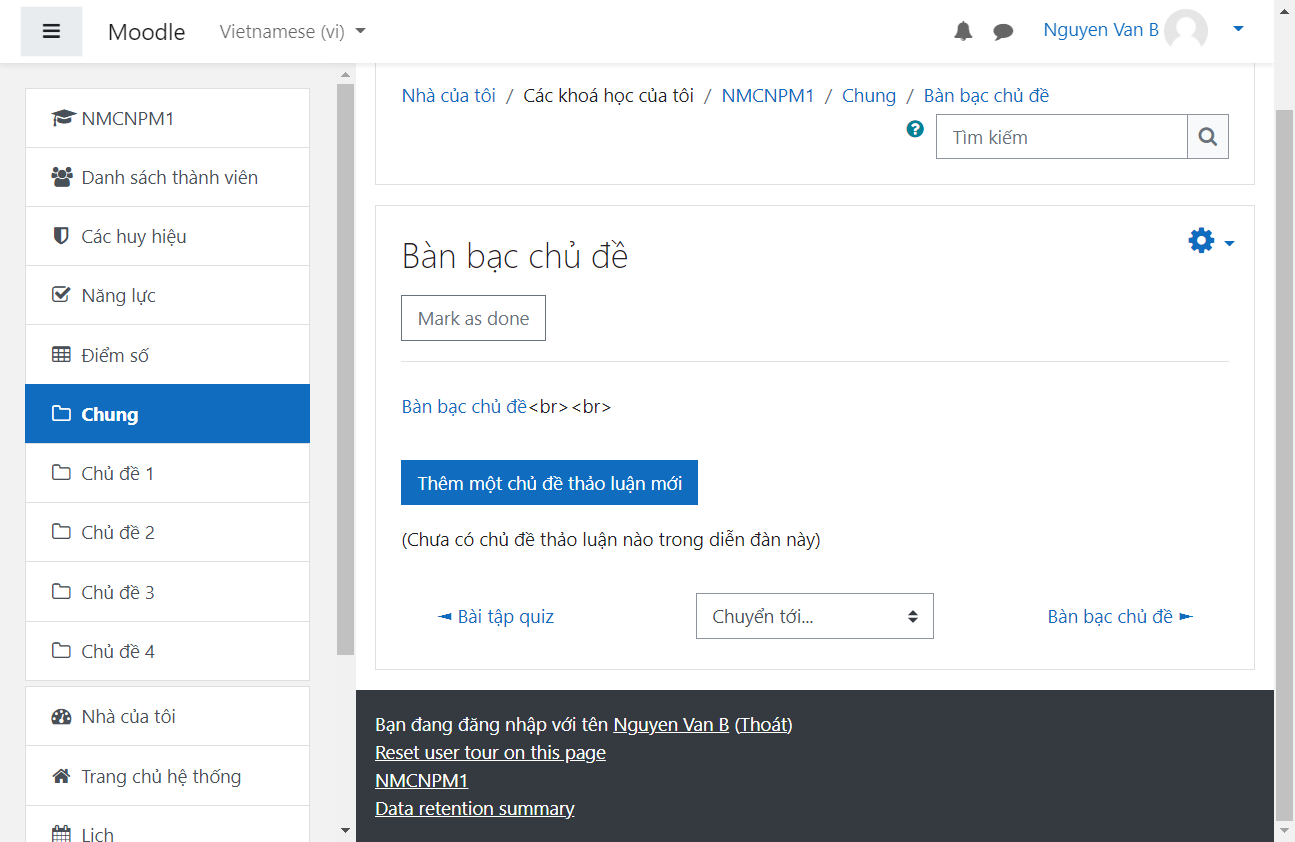 Moodle Vietnamese (vi) Nguyen Van B
NMCNPM1
Danh sách thành viên
Các huy hiệu
Năng lực
Điểm số
Chung
Chủ đề 1
Chủ đề 2
Chủ đề 3
Chủ đề 4
Nhà của tôi
Trang chủ hệ thống
Lịch
Nhà của tôi / Các khoá học của tôi / NMCNPM1 / Chung / Bàn bạc chủ đề
Tìm kiếm
Bàn bạc chủ đề
Mark as done
Bàn bạc chủ đề<br><br>
Thêm một chủ đề thảo luận mới
(Chưa có chủ đề thảo luận nào trong diễn đàn này)
◄ Bài tập quiz Chuyển tới... Bàn bạc chủ đề ►
Bạn đang đăng nhập với tên Nguyen Van B (Thoát)
Reset user tour on this page
NMCNPM1
Data retention summary